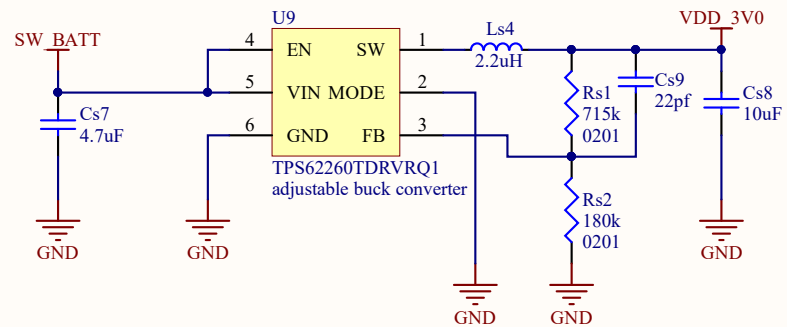 U9
SW_BATT
VDD_3V0
4
EN
SW
1
Ls4
2.2uH
5
VIN
MODE
2
6
GND
FB
3
Cs7
4.7uF
Rs1
715k
0201
Cs9
22pf
Cs8
10uF
TPS62260TDRVRQ1
adjustable buck converter
Rs2
180k
0201
GND
GND
GND
GND
GND